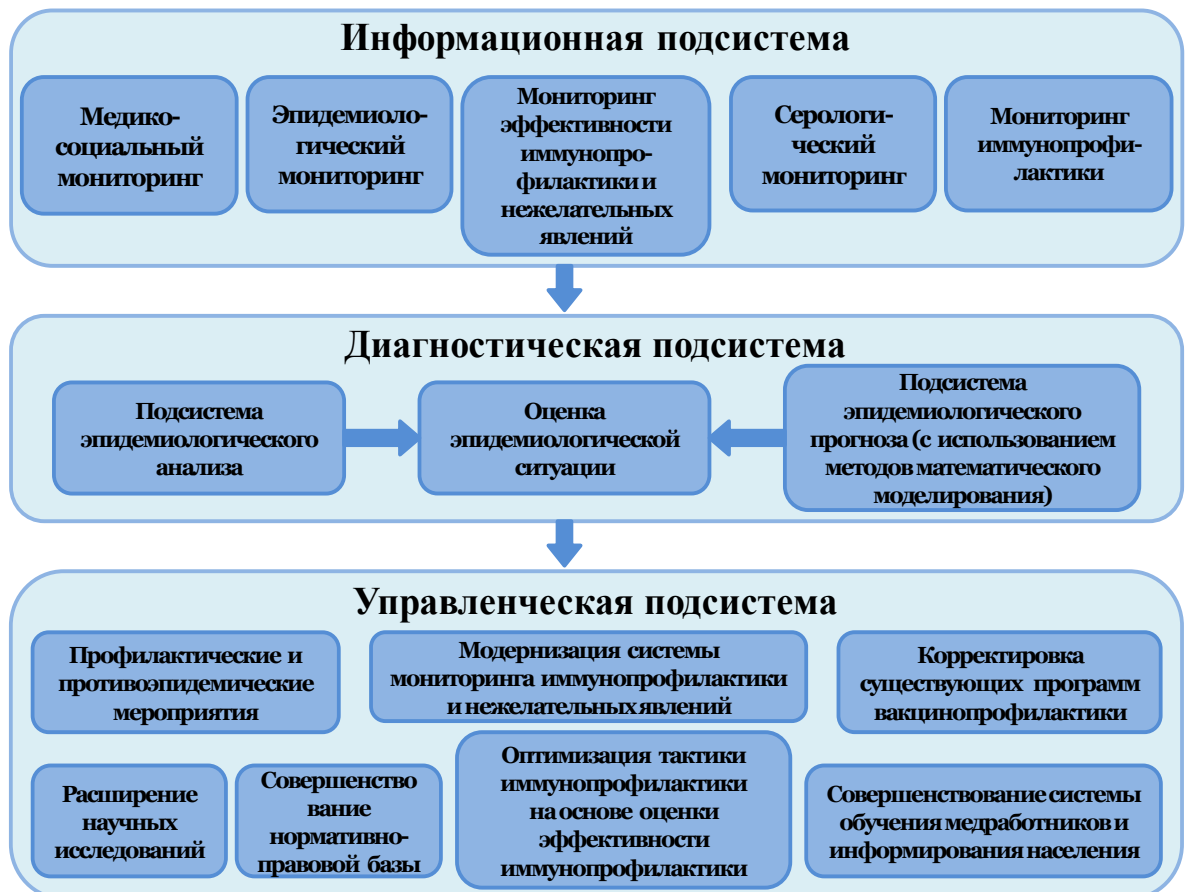 Информационная подсистема
Медико-
социальный
мониторинг
Эпидемиоло-
гический
мониторинг
Мониторинг
эффективности
иммунопро-
филактики и
нежелательных
явлений
Серологи-
ческий
мониторинг
Мониторинг
иммунопрофи-
лактики
Диагностическая подсистема
Подсистема
эпидемиологического
анализа
Оценка
эпидемиологической
ситуации
Подсистема
эпидемиологического
прогноза (с использованием
методов математического
моделирования)
Управленческая подсистема
Профилактические и
противоэпидемические
мероприятия
Модернизация системы
мониторинга иммунопрофилактики
и нежелательных явлений
Корректировка
существующих программ
вакцинопрофилактики
Расширение
научных
исследований
Совершенство
вание
нормативно-
правовой базы
Оптимизация тактики
иммунопрофилактики
на основе оценки
эффективности
иммунопрофилактики
Совершенствование системы
обучения медработников и
информирования населения